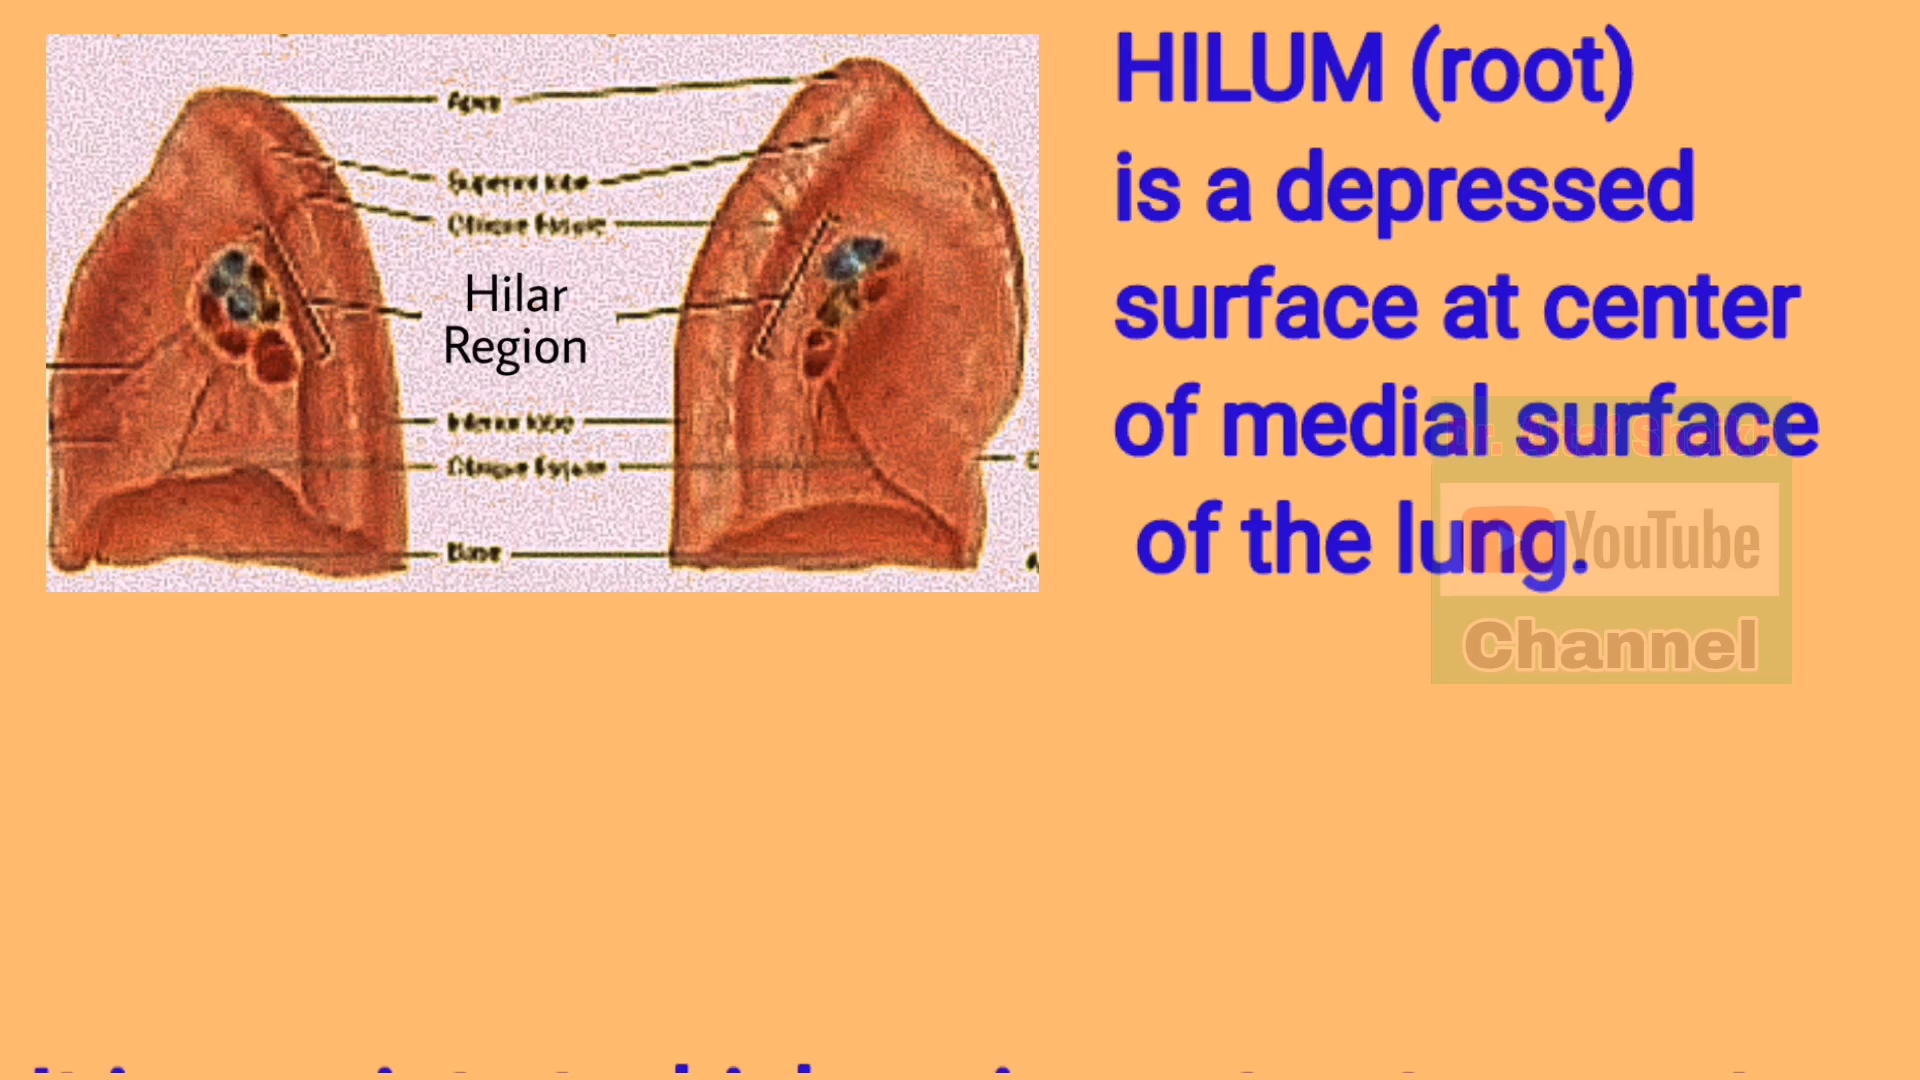 HILUM (root)
is a depressed
surface at center
of medial surface
of the lung.
Apex
Superior lobe
Oblique fissure
Hilar
Region
Inferior lobe
Oblique fissure
Base
YouTube
Channel